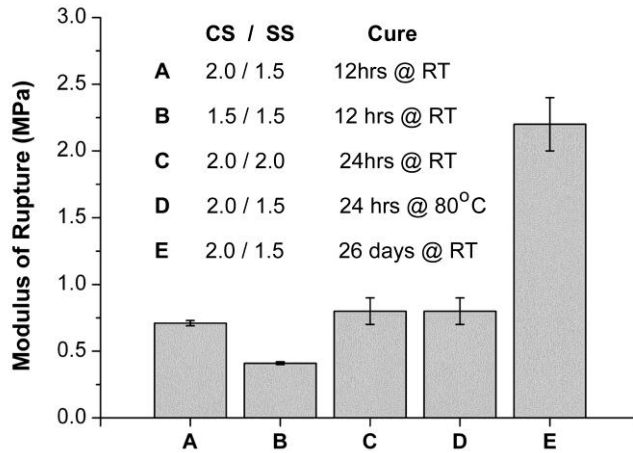 Modulus of Rupture (MPa)
3.0
2.5
2.0
1.5
1.0
0.5
0.0
CS / SS Cure
A 2.0 / 1.5 12hrs @ RT
B 1.5 / 1.5 12 hrs @ RT
C 2.0 / 2.0 24hrs @ RT
D 2.0 / 1.5 24 hrs @ 80°C
E 2.0 / 1.5 26 days @ RT
A B C D E